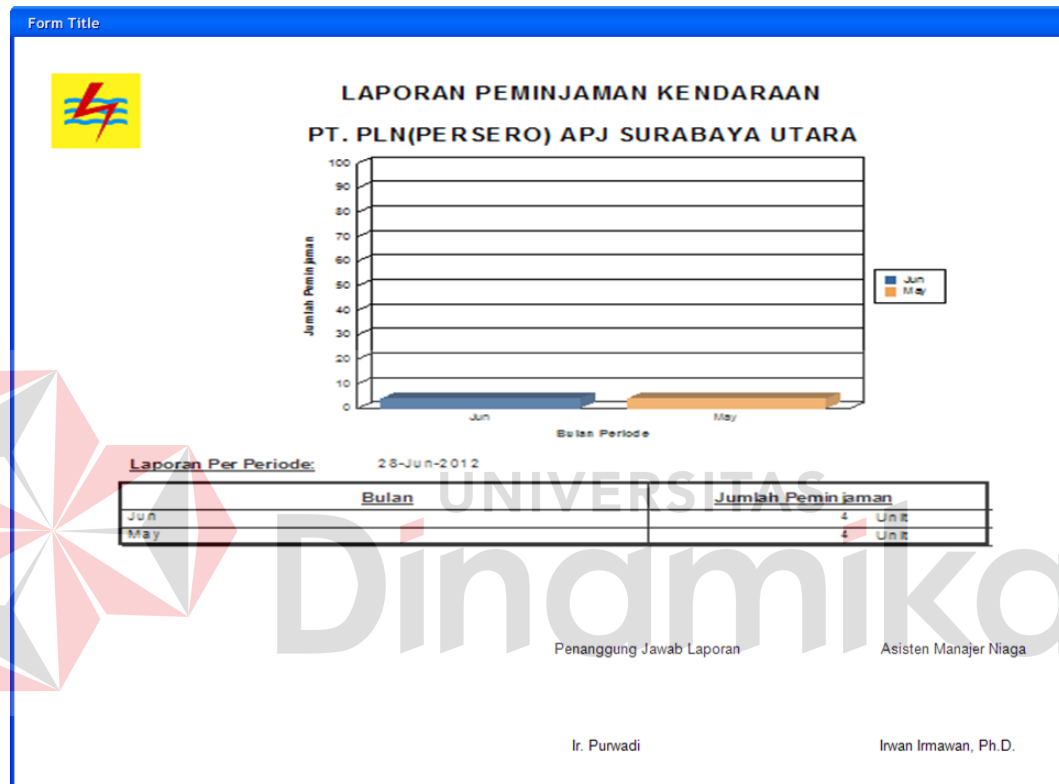 Form Title
LAPORAN PEMINJAMAN KENDARAAN
PT. PLN(PERSERO) APJ SURABAYA UTARA
100
90
80
70
60
50
40
30
20
10
0
Jumlah Peminjaman
Jun
May
Jun May
Bulan Periode
Laporan Per Periode: 28-Jun-2012
UNIVERSITAS
Dinamika
Bulan Jumlah Peminjaman
Jun 4 Unit
May 4 Unit
Penanggung Jawab Laporan Asisten Manajer Niaga
Ir. Purwadi Irwan Irmawan, Ph.D.